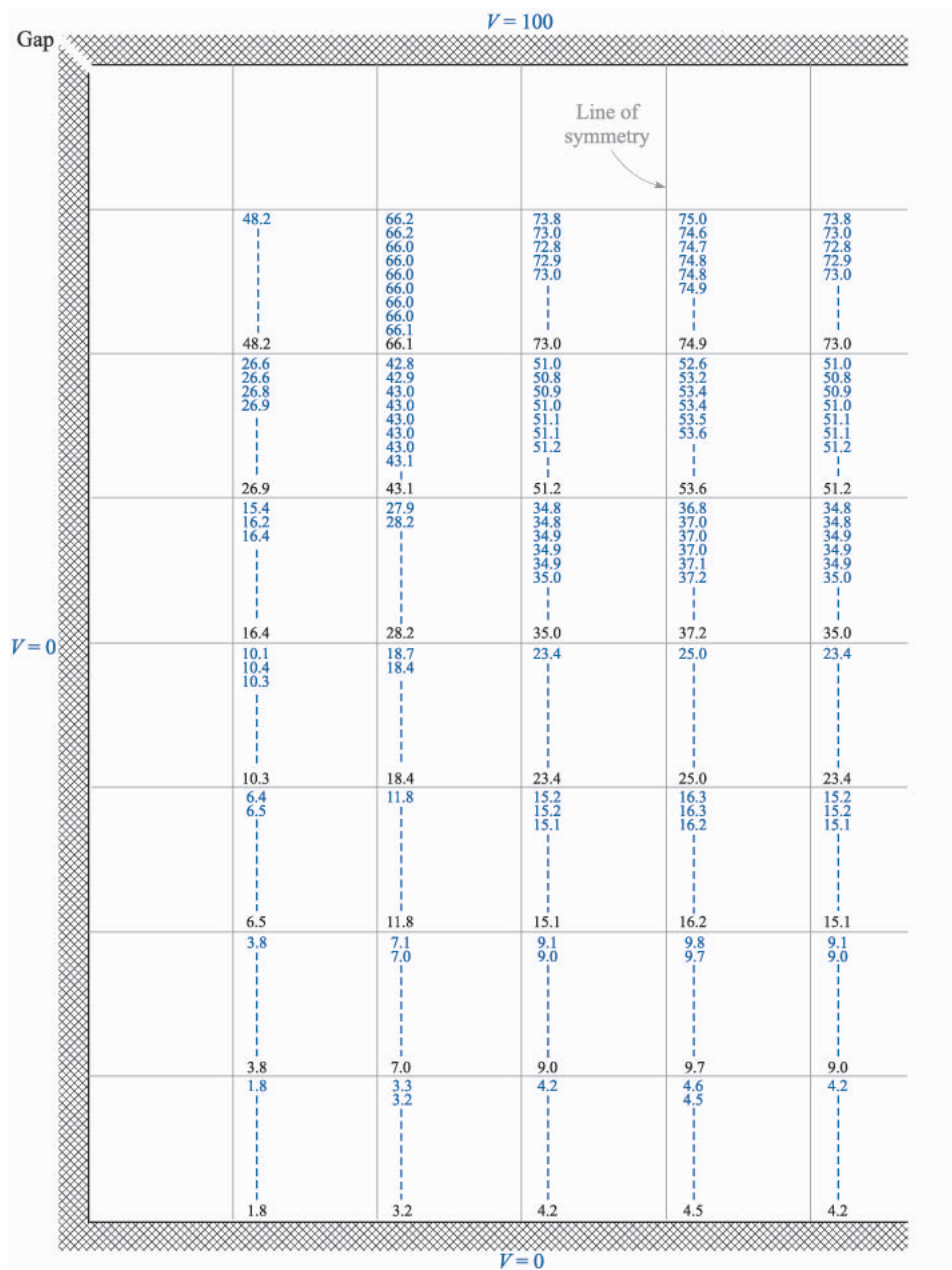 V = 100
Gap
Line of
symmetry
48.2 66.2 73.8 75.0 73.8
66.2 73.0 74.6 73.0
66.0 72.8 74.7 72.8
66.0 72.9 74.8 72.9
66.0 73.0 74.8 73.0
66.0 74.9
66.0
66.0
66.1
48.2 66.1 73.0 74.9 73.0
26.6 42.8 51.0 52.6 51.0
26.6 42.9 50.8 53.2 50.8
26.8 43.0 50.9 53.4 50.9
26.9 43.0 51.0 53.4 51.0
43.0 51.1 53.5 51.1
43.0 51.1 53.6 51.1
43.0 51.2 51.2
43.1
26.9 43.1 51.2 53.6 51.2
15.4 27.9 34.8 36.8 34.8
16.2 28.2 34.8 37.0 34.8
16.4 34.9 37.0 34.9
34.9 37.0 34.9
34.9 37.1 34.9
35.0 37.2 35.0
16.4 28.2 35.0 37.2 35.0
V = 0
10.1 18.7 23.4 25.0 23.4
10.4 18.4
10.3
10.3 18.4 23.4 25.0 23.4
6.4 11.8 15.2 16.3 15.2
6.5 15.2 16.3 15.2
15.1 16.2 15.1
6.5 11.8 15.1 16.2 15.1
3.8 7.1 9.1 9.8 9.1
7.0 9.0 9.7 9.0
3.8 7.0 9.0 9.7 9.0
1.8 3.3 4.2 4.6 4.2
3.2 4.5
1.8 3.2 4.2 4.5 4.2
V = 0